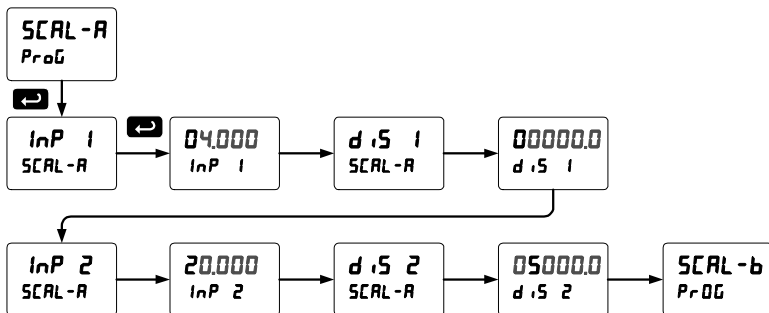 SCAL-A
ProG
InP 1
SCAL-A
04.000
InP 1
diS 1
SCAL-A
00000.0
diS 1
InP 2
SCAL-A
20.000
InP 2
diS 2
SCAL-A
05000.0
diS 2
SCAL-b
PrOG